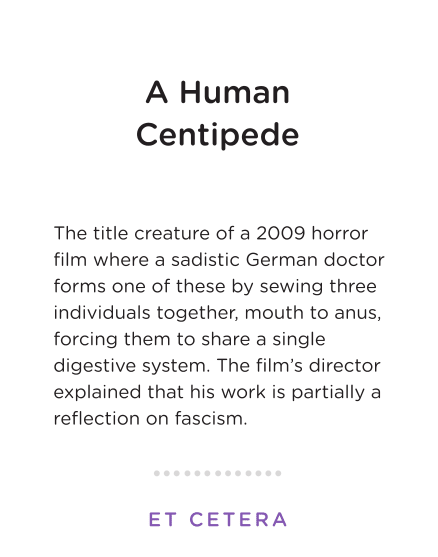 A Human
Centipede
The title creature of a 2009 horror
film where a sadistic German doctor
forms one of these by sewing three
individuals together, mouth to anus,
forcing them to share a single
digestive system. The film’s director
explained that his work is partially a
reflection on fascism.
ET CETERA